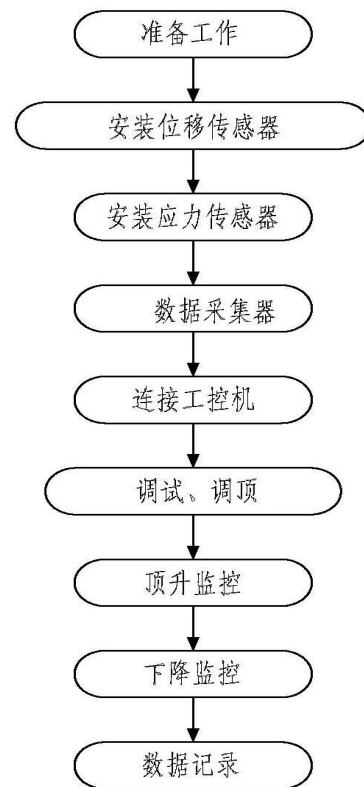 准备工作
安装位移传感器
安装应力传感器
数据采集器
连接工控机
调试、调顶
顶升监控
下降监控
数据记录